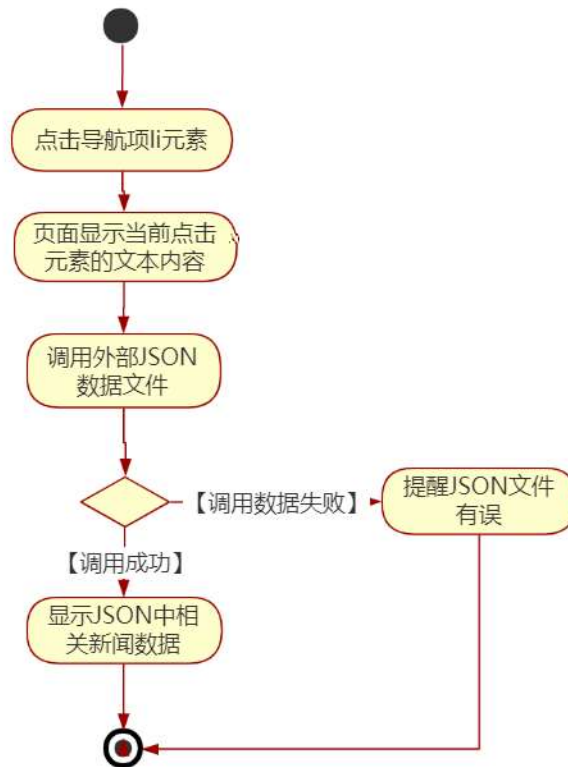 点击导航项li元素
页面显示当前点击
元素的文本内容
调用外部JSON
数据文件
【调用数据失败】
提醒JSON文件
有误
【调用成功】
显示JSON中相
关新闻数据